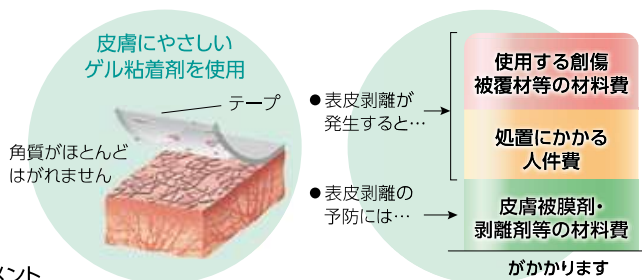 皮膚にやさしい
ゲル粘着剤を使用
テープ
角質がほとんど
はがれません
●表皮剥離が
発生すると…
使用する創傷
被覆材等の材料費
処置にかかる
人件費
●表皮剥離の
予防には…
皮膚被膜剤・
剥離剤等の材料費
がかかります